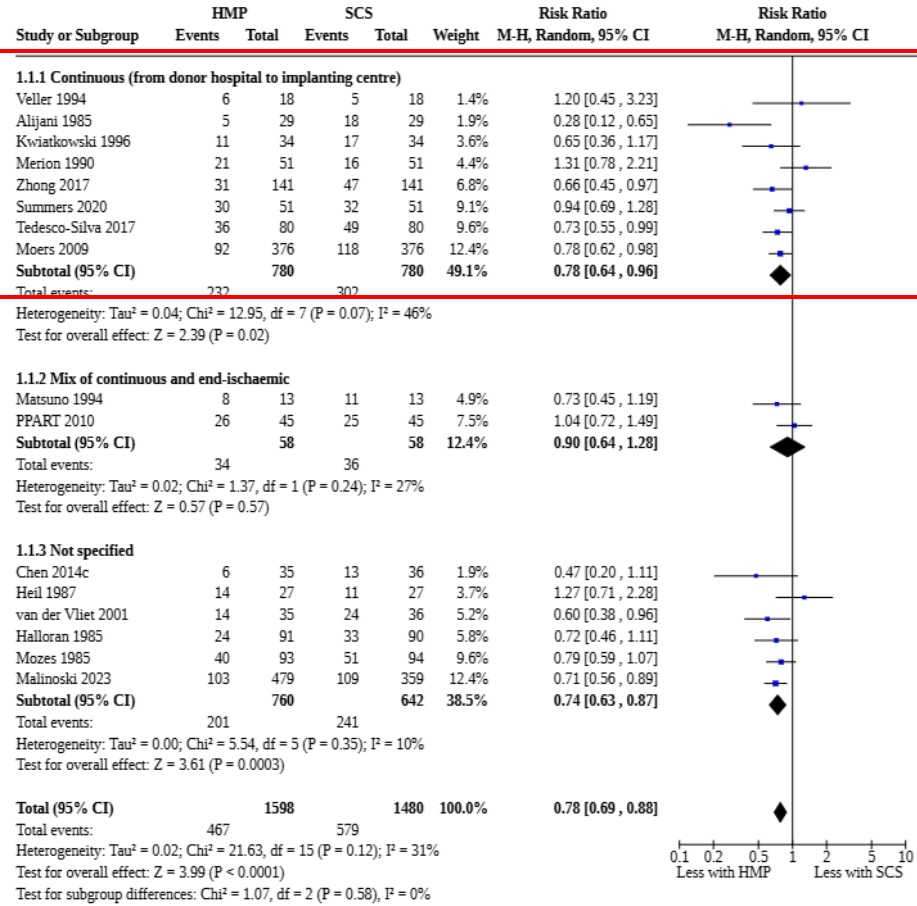 HMP SCS Risk Ratio Risk Ratio
Study or Subgroup Events Total Events Total Weight M-H, Random, 95% CI M-H, Random, 95% CI
1.1.1 Continuous (from donor hospital to implanting centre)
Veller 1994 6 18 5 18 1.4% 1.20 [0.45 , 3.23]
Alijani 1985 5 29 18 29 1.9% 0.28 [0.12 , 0.65]
Kwiatkowski 1996 11 34 17 34 3.6% 0.65 [0.36 , 1.17]
Merion 1990 21 51 16 51 4.4% 1.31 [0.78 , 2.21]
Zhong 2017 31 141 47 141 6.8% 0.66 [0.45 , 0.97]
Summers 2020 30 51 32 51 9.1% 0.94 [0.69 , 1.28]
Tedesco-Silva 2017 36 80 49 80 9.6% 0.73 [0.55 , 0.99]
Moers 2009 92 376 118 376 12.4% 0.78 [0.62 , 0.98]
Subtotal (95% CI) 780 780 49.1% 0.78 [0.64 , 0.96]
Total events: 232 302
Heterogeneity: Tau² = 0.04; Chi² = 12.95, df = 7 (P = 0.07); I² = 46%
Test for overall effect: Z = 2.39 (P = 0.02)
1.1.2 Mix of continuous and end-ischaemic
Matsuno 1994 8 13 11 13 4.9% 0.73 [0.45 , 1.19]
PPART 2010 26 45 25 45 7.5% 1.04 [0.72 , 1.49]
Subtotal (95% CI) 58 58 12.4% 0.90 [0.64 , 1.28]
Total events: 34 36
Heterogeneity: Tau² = 0.02; Chi² = 1.37, df = 1 (P = 0.24); I² = 27%
Test for overall effect: Z = 0.57 (P = 0.57)
1.1.3 Not specified
Chen 2014c 6 35 13 36 1.9% 0.47 [0.20 , 1.11]
Heil 1987 14 27 11 27 3.7% 1.27 [0.71 , 2.28]
van der Vliet 2001 14 35 24 36 5.2% 0.60 [0.38 , 0.96]
Halloran 1985 24 91 33 90 5.8% 0.72 [0.46 , 1.11]
Mozes 1985 40 93 51 94 9.6% 0.79 [0.59 , 1.07]
Malinoski 2023 103 479 109 359 12.4% 0.71 [0.56 , 0.89]
Subtotal (95% CI) 760 642 38.5% 0.74 [0.63 , 0.87]
Total events: 201 241
Heterogeneity: Tau² = 0.00; Chi² = 5.54, df = 5 (P = 0.35); I² = 10%
Test for overall effect: Z = 3.61 (P = 0.0003)
Total (95% CI) 1598 1480 100.0% 0.78 [0.69 , 0.88]
Total events: 467 579
Heterogeneity: Tau² = 0.02; Chi² = 21.63, df = 15 (P = 0.12); I² = 31%
Test for overall effect: Z = 3.99 (P < 0.0001)
Test for subgroup differences: Chi² = 1.07, df = 2 (P = 0.58), I² = 0%
0.1 0.2 0.5 1 2 5 10
Less with HMP Less with SCS